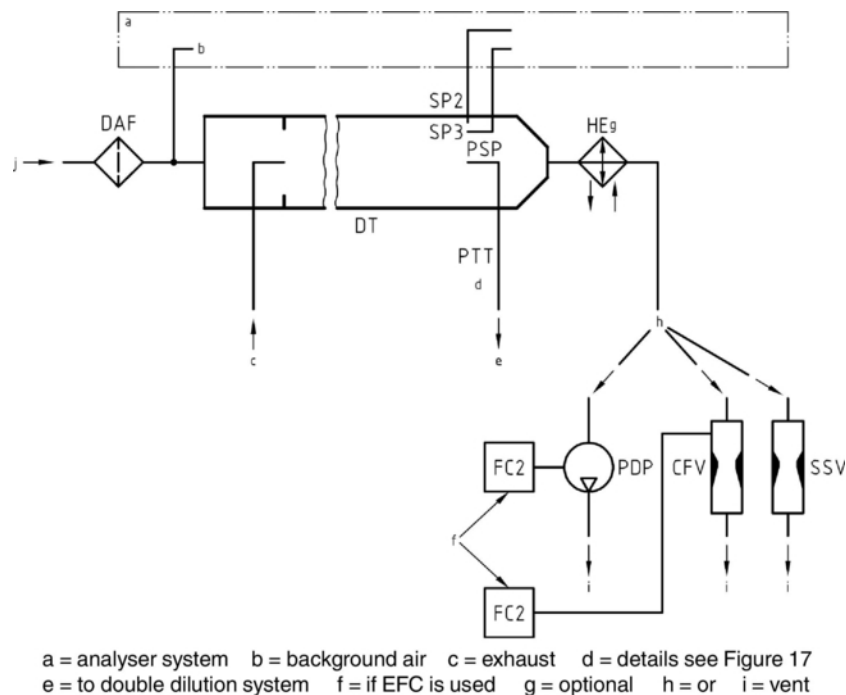 a
b
SP2
DAF
SP3
HEg
PSP
j
DT
PTT
d
h
c
e
FC2
PDP
CFV
SSV
f
i
i
i
FC2
a = analyser system b = background air c = exhaust d = details see Figure 17
e = to double dilution system f = if EFC is used g = optional h = or i = vent